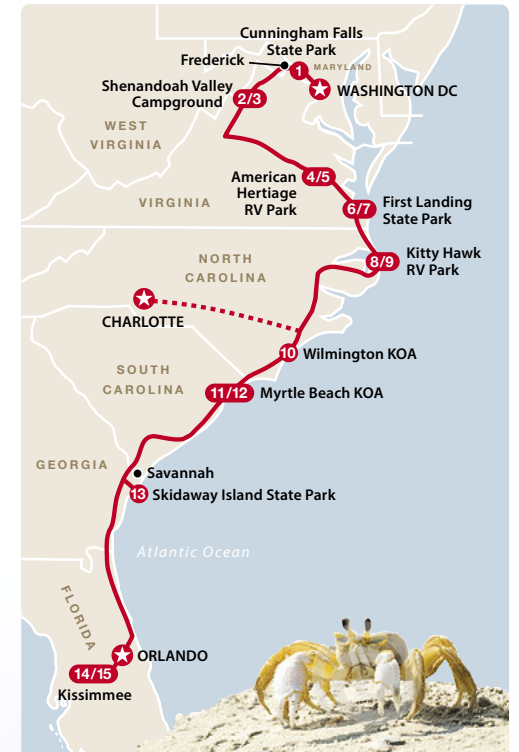 Cunningham Falls
State Park
Frederick
1
MARYLAND
WASHINGTON DC
Shenandoah Valley
Campground
2/3
WEST
VIRGINIA
American
Hertiage
RV Park
4/5
VIRGINIA
6/7
First Landing
State Park
8/9
Kitty Hawk
RV Park
NORTH
CAROLINA
CHARLOTTE
10
Wilmington KOA
SOUTH
CAROLINA
11/12
Myrtle Beach KOA
GEORGIA
Savannah
13
Skidaway Island State Park
Atlantic Ocean
FLORIDA
ORLANDO
14/15
Kissimmee